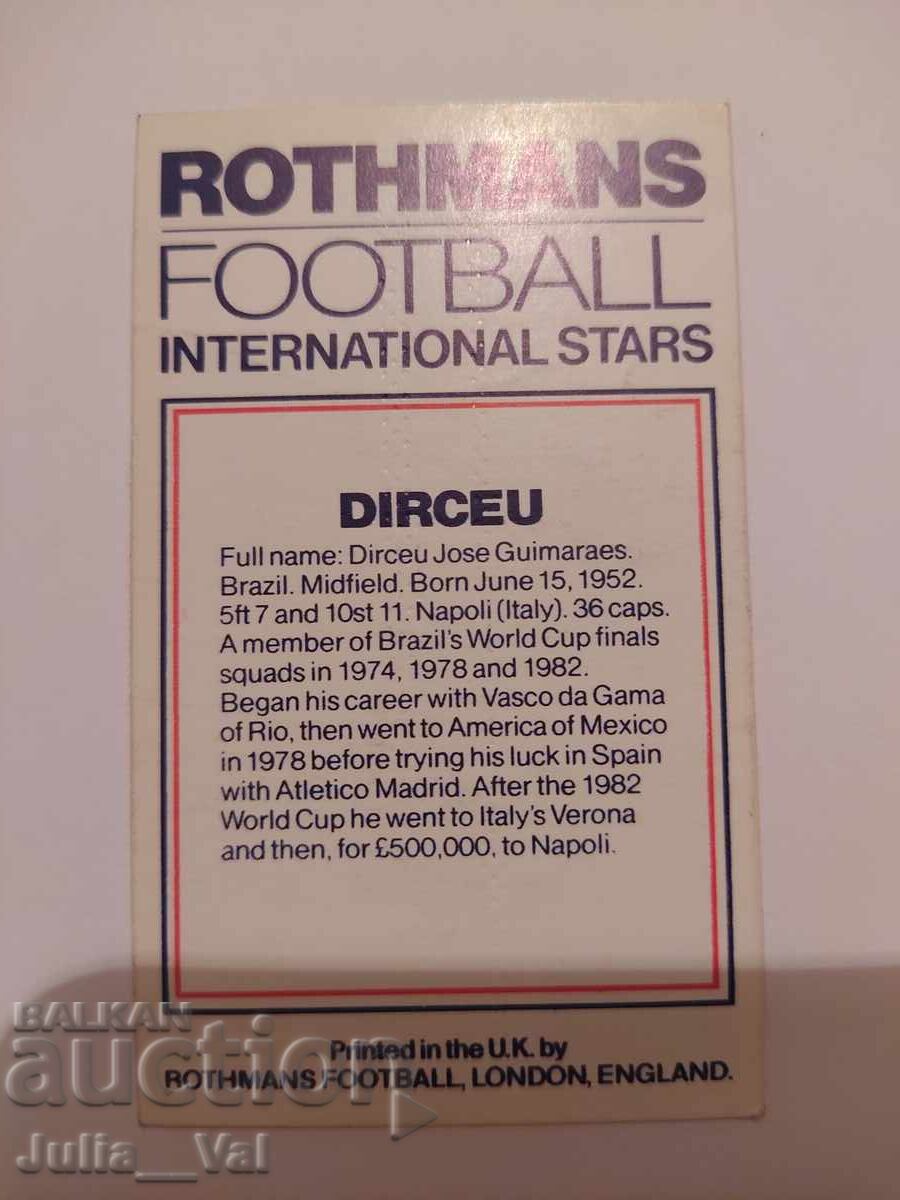 ROTHMANS
FOOTBALL
INTERNATIONAL STARS
DIRCEU
Full name: Dirceu Jose Guimaraes.
Brazil. Midfield. Born June 15, 1952.
5ft 7 and 10st 11. Napoli (Italy). 36 caps.
A member of Brazil's World Cup finals
squads in 1974, 1978 and 1982.
Began his career with Vasco da Gama
of Rio, then went to America of Mexico
in 1978 before trying his luck in Spain
with Atletico Madrid. After the 1982
World Cup he went to Italy's Verona
and then, for £500,000, to Napoli.
Printed in the U.K. by
ROTHMANS FOOTBALL, LONDON, ENGLAND.
BALKAN
auction
Julia__Val